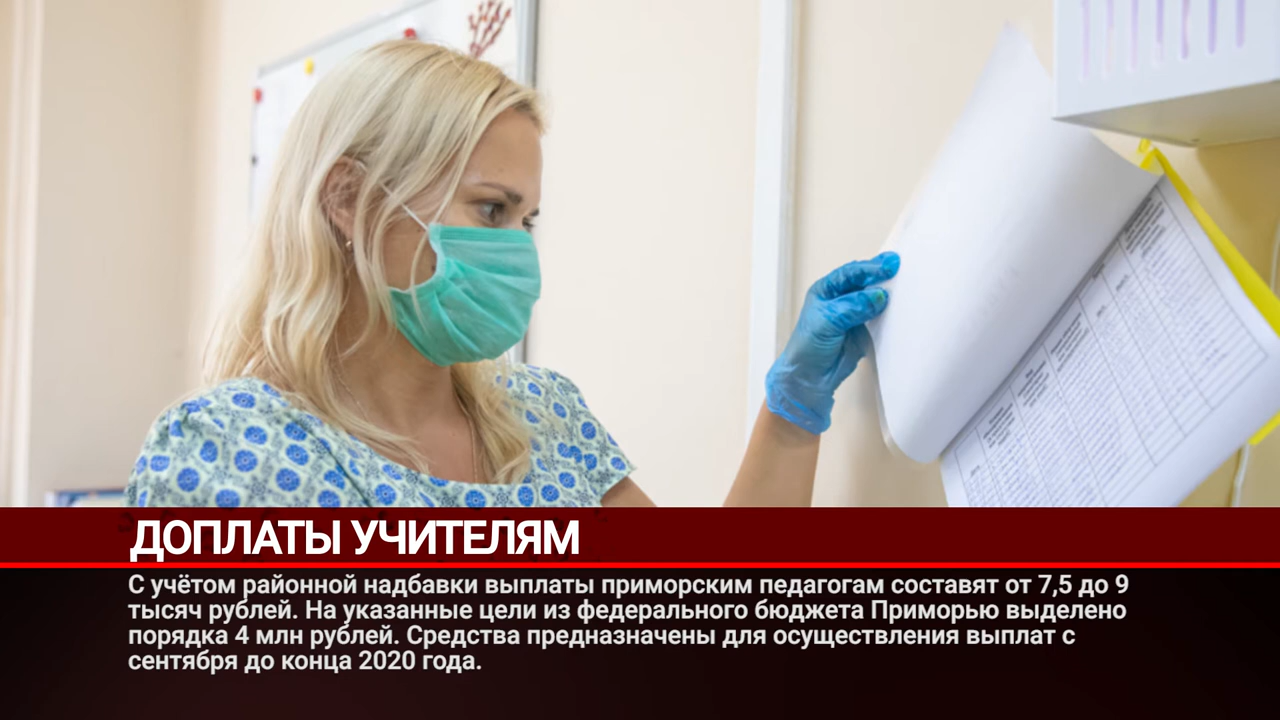 ДОПЛАТЫ УЧИТЕЛЯМ
С учётом районной надбавки выплаты приморским педагогам составят от 7,5 до 9
тысяч рублей. На указанные цели из федерального бюджета Приморью выделено
порядка 4 млн рублей. Средства предназначены для осуществления выплат с
сентября до конца 2020 года.